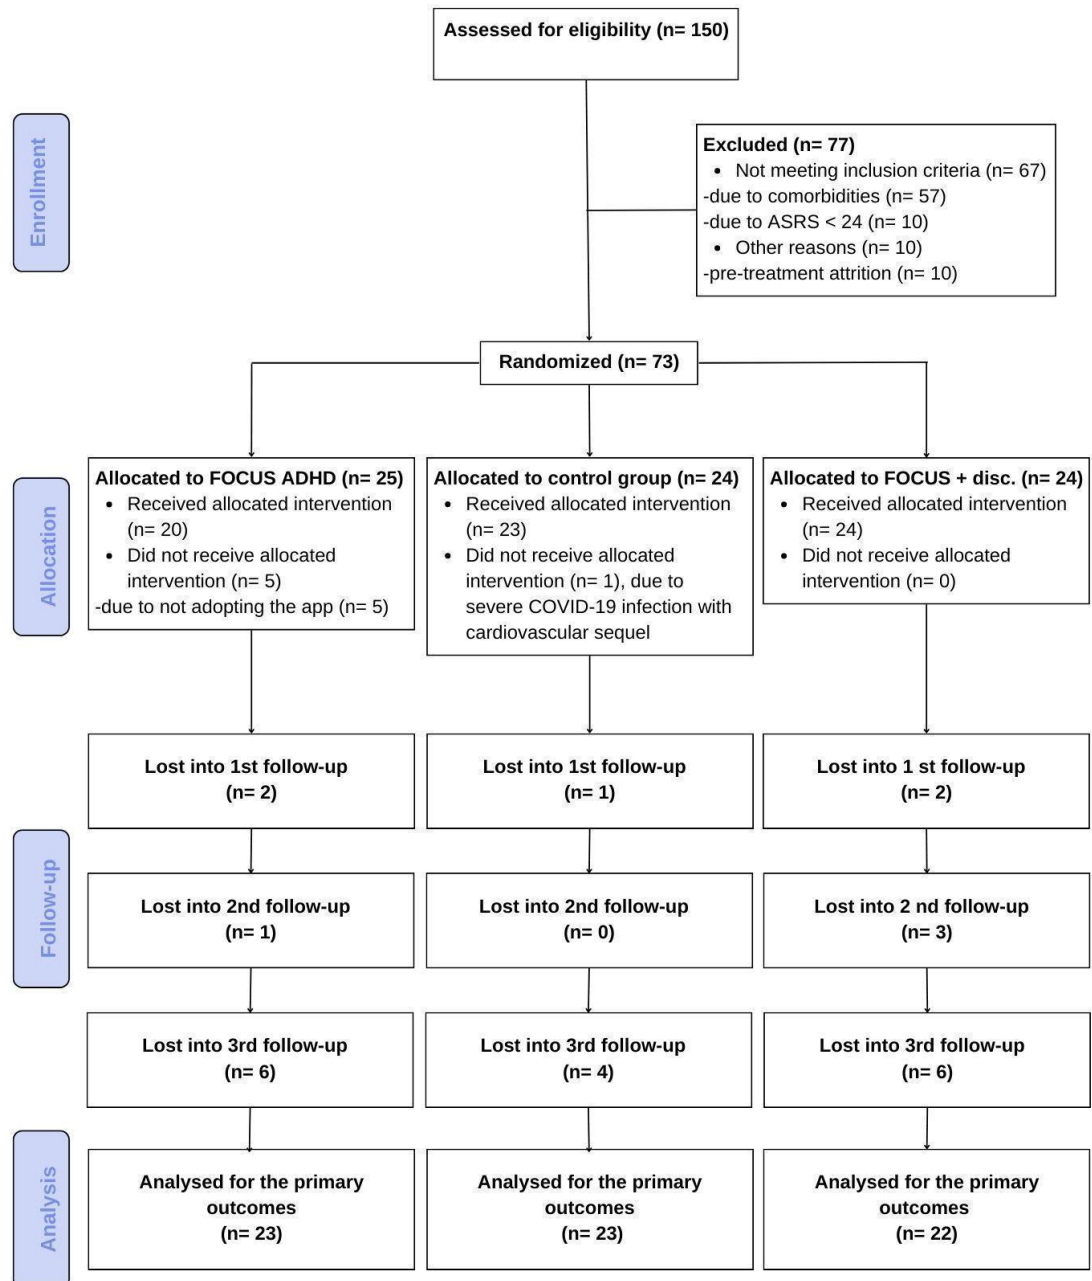 Assessed for eligibility (n= 150)
Enrollment
Excluded (n= 77)
• Not meeting inclusion criteria (n= 67)
-due to comorbidities (n= 57)
-due to ASRS < 24 (n= 10)
• Other reasons (n= 10)
-pre-treatment attrition (n= 10)
Randomized (n= 73)
Allocation
Allocated to FOCUS ADHD (n= 25)
• Received allocated intervention
(n= 20)
• Did not receive allocated
intervention (n= 5)
-due to not adopting the app (n= 5)
Allocated to control group (n= 24)
• Received allocated intervention
(n= 23)
• Did not receive allocated
intervention (n= 1), due to
severe COVID-19 infection with
cardiovascular sequel
Allocated to FOCUS + disc. (n= 24)
• Received allocated intervention
(n= 24)
• Did not receive allocated
intervention (n= 0)
Follow-up
Lost into 1st follow-up
(n= 2)
Lost into 1st follow-up
(n= 1)
Lost into 1 st follow-up
(n= 2)
Lost into 2nd follow-up
(n= 1)
Lost into 2nd follow-up
(n= 0)
Lost into 2 nd follow-up
(n= 3)
Lost into 3rd follow-up
(n= 6)
Lost into 3rd follow-up
(n= 4)
Lost into 3rd follow-up
(n= 6)
Analysis
Analysed for the primary
outcomes
(n= 23)
Analysed for the primary
outcomes
(n= 23)
Analysed for the primary
outcomes
(n= 22)